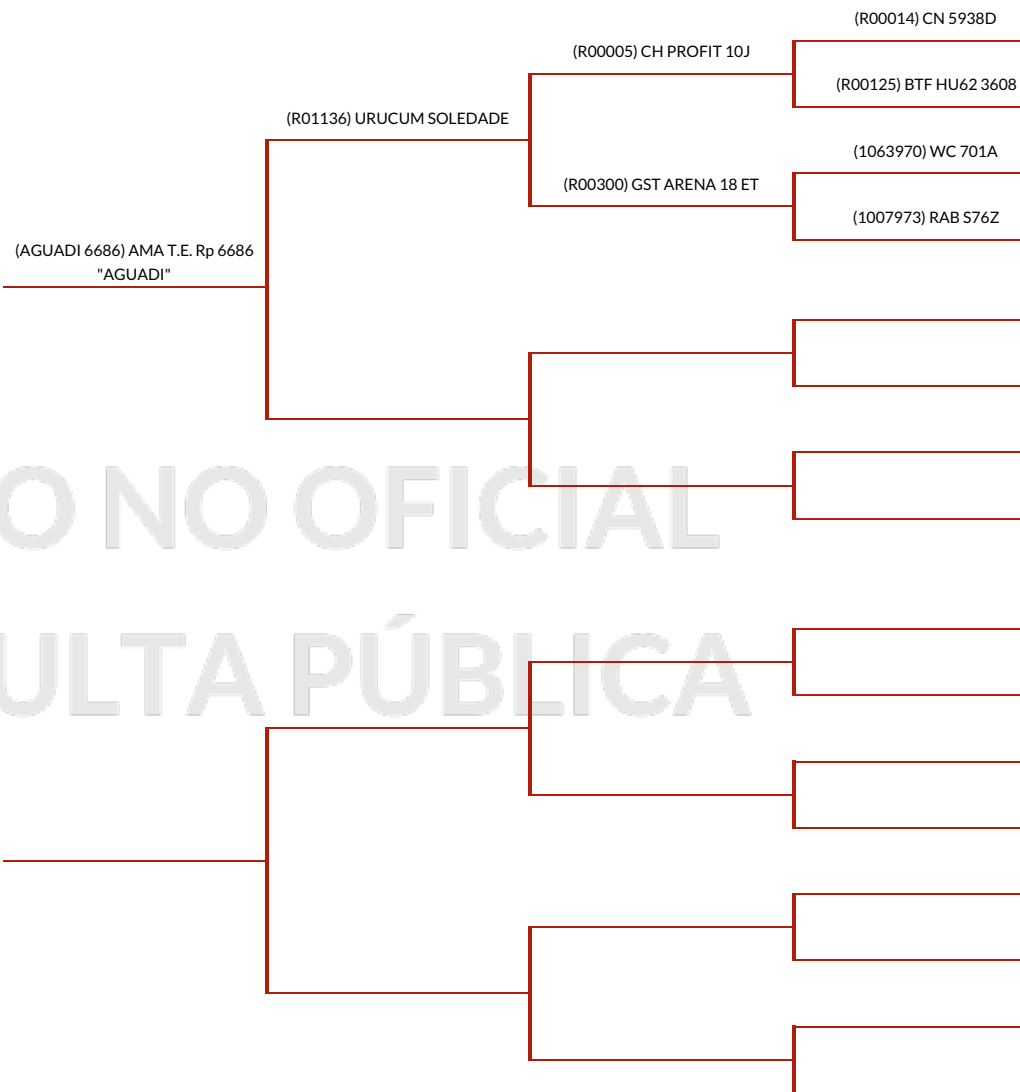 (R00014) CN 5938D
(R00005) CH PROFIT 10J
(R00125) BTF HU62 3608
(R01136) URUCUM SOLEDADE
(1063970) WC 701A
(R00300) GST ARENA 18 ET
(1007973) RAB S76Z
(AGUADI 6686) AMA T.E. Rp 6686
"AGUADI"
O NO OFICIAL
ULTA PÚBLICA